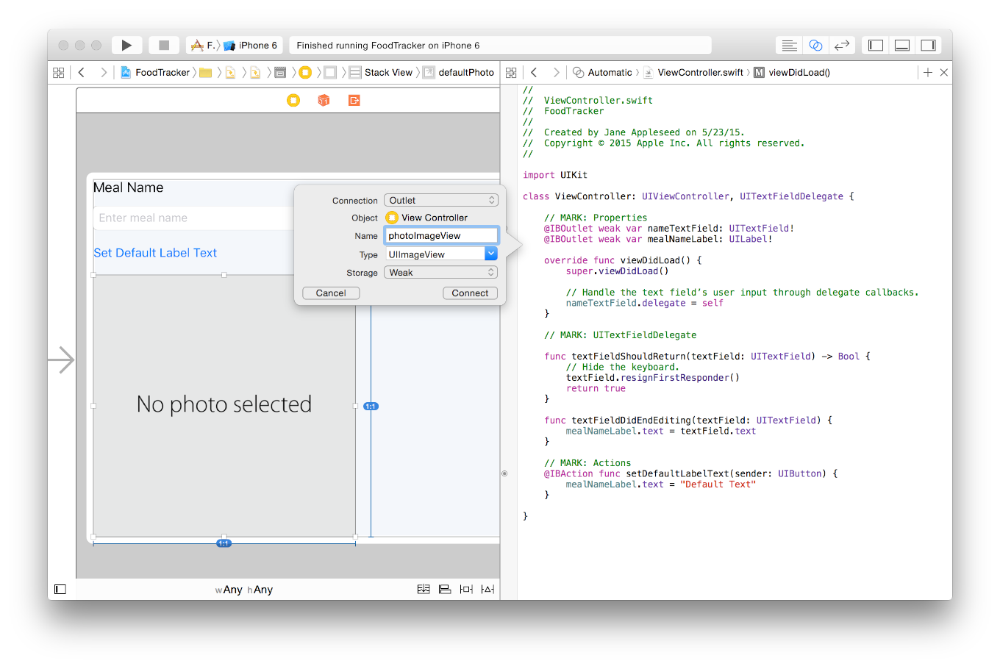 F. iPhone 6 Finished running FoodTracker on iPhone 6
FoodTracker Stack View defaultPhoto
Automatic ViewController.swift M viewDidLoad()
1
Meal Name
Enter meal name
Set Default Label Text
No photo selected
1:1
1:1
wAny hAny
Connection Outlet
Object View Controller
Name photoImageView
Type UIImageView
Storage Weak
Cancel Connect
//
// ViewController.swift
// FoodTracker
//
// Created by Jane Appleseed on 5/23/15.
// Copyright © 2015 Apple Inc. All rights reserved.
//
import UIKit
class ViewController: UIViewController, UITextFieldDelegate {
// MARK: Properties
@IBOutlet weak var nameTextField: UITextField!
@IBOutlet weak var mealNameLabel: UILabel!
override func viewDidLoad() {
super.viewDidLoad()
// Handle the text field’s user input through delegate callbacks.
nameTextField.delegate = self
}
// MARK: UITextFieldDelegate
func textFieldShouldReturn(textField: UITextField) -> Bool {
// Hide the keyboard.
textField.resignFirstResponder()
return true
}
func textFieldDidEndEditing(textField: UITextField) {
mealNameLabel.text = textField.text
}
// MARK: Actions
@IBAction func setDefaultLabelText(sender: UIButton) {
mealNameLabel.text = "Default Text"
}
}